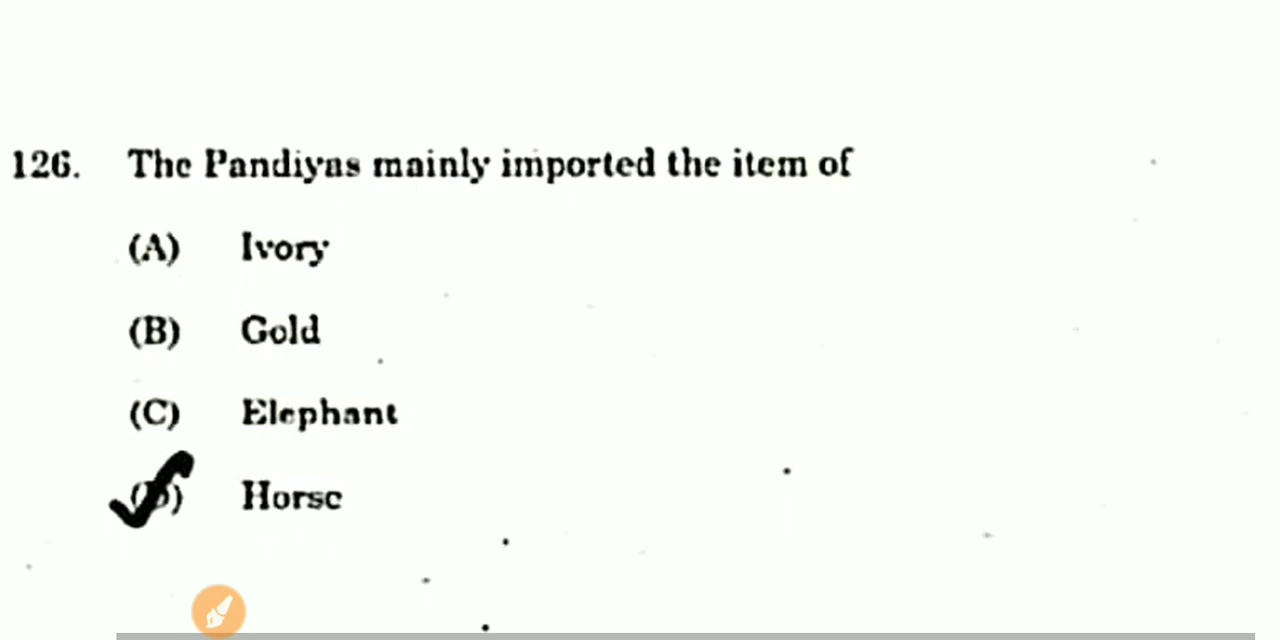 126. The Pandiyas mainly imported the item of
(A) Ivory
(B) Gold
(C) Elephant
(D) Horse